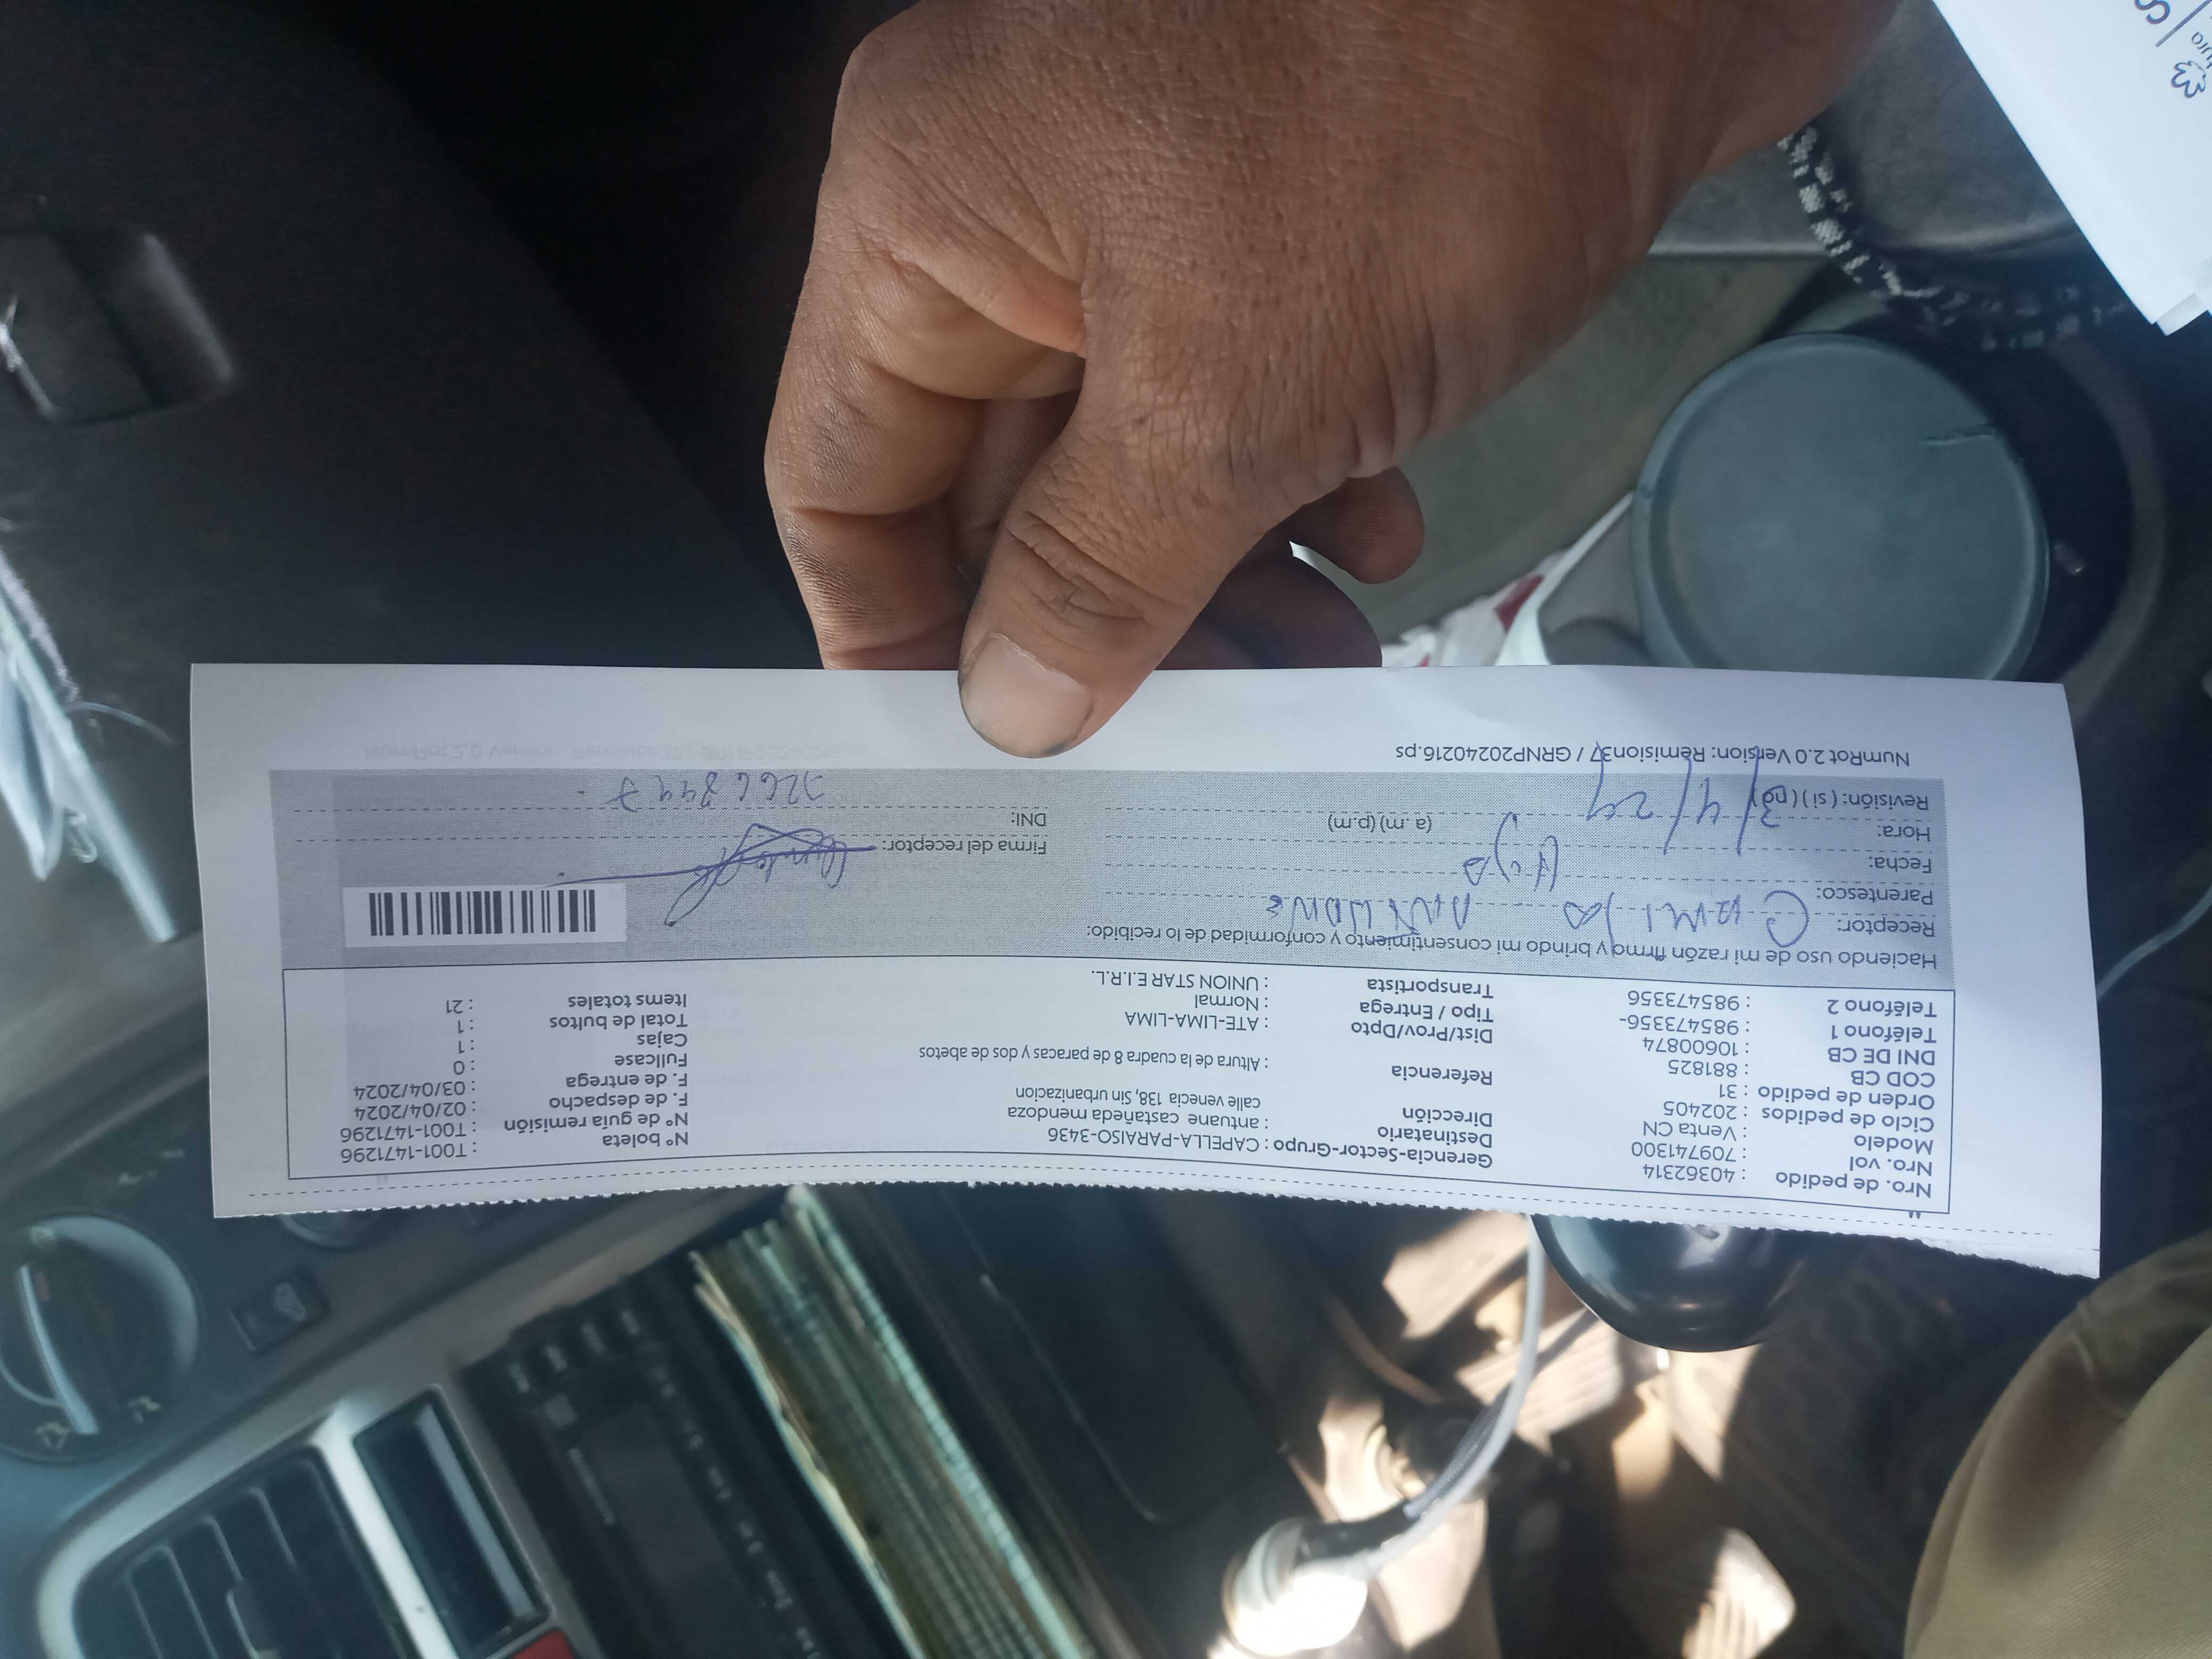 Nro. de pedido : 40362314
Nro. vol : 709741300
Modelo : Venta CN
Ciclo de pedidos : 202405
Orden de pedido : 31
COD CB : 881825
DNI DE CB : 10600874
Teléfono 1 : 985473356-
Teléfono 2 : 985473356
Gerencia-Sector-Grupo : CAPELLA-PARAISO-3436
Destinatario : antuane castañeda mendoza
Dirección calle venecia 138, Sin urbanizacion
Referencia : Altura de la cuadra 8 de paracas y dos de abetos
Dist/Prov/Dpto : ATE-LIMA-LIMA
Tipo / Entrega : Normal
Transportista : UNION STAR E.I.R.L.
Nº boleta : T001-1471296
Nº de guía remisión : T001-1471296
F. de despacho : 02/04/2024
F. de entrega : 03/04/2024
Fullcase : 0
Cajas : 1
Total de bultos : 1
Items totales : 21
Haciendo uso de mi razón firmo y brindo mi consentimiento y conformidad de lo recibido:
Receptor:
Parentesco: Hija
Fecha: 3/4/24
Hora: (a.m) (p.m)
Revisión: (si) (no)
Firma del receptor:
DNI:
NumRot 2.0 Version: Remision37 / GRNP20240216.ps